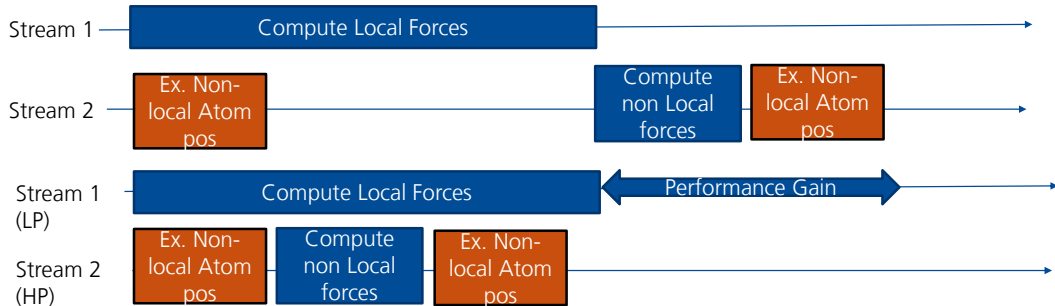 Stream 1
Compute Local Forces
Stream 2
Ex. Non-
local Atom
pos
Compute
non Local
forces
Ex. Non-
local Atom
pos
Stream 1
(LP)
Compute Local Forces
Performance Gain
Stream 2
(HP)
Ex. Non-
local Atom
pos
Compute
non Local
forces
Ex. Non-
local Atom
pos